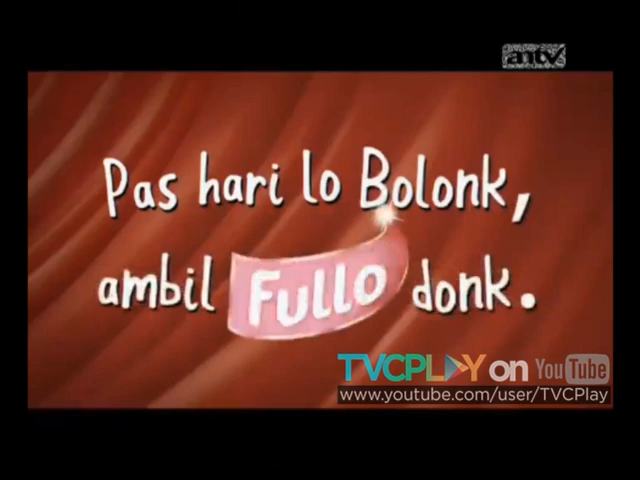 antv
Pas hari lo Bolonk,
ambil Fullo donk.
TVCPLAY on YouTube
www.youtube.com/user/TVCPlay